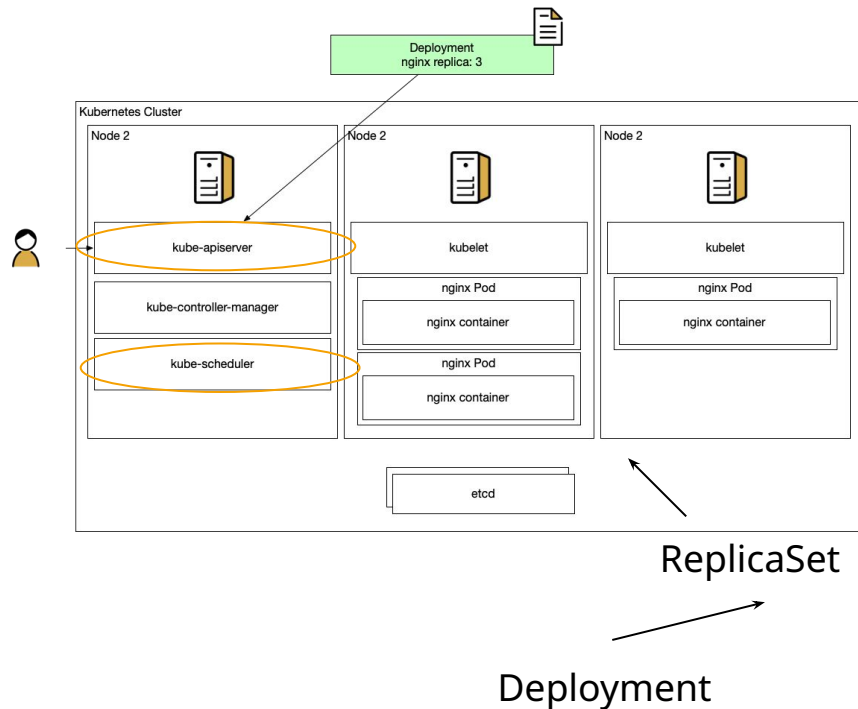 Deployment
nginx replica: 3
Kubernetes Cluster
Node 2
kube-apiserver
kube-controller-manager
kube-scheduler
Node 2
kubelet
nginx Pod
nginx container
nginx Pod
nginx container
Node 2
kubelet
nginx Pod
nginx container
etcd
ReplicaSet
Deployment